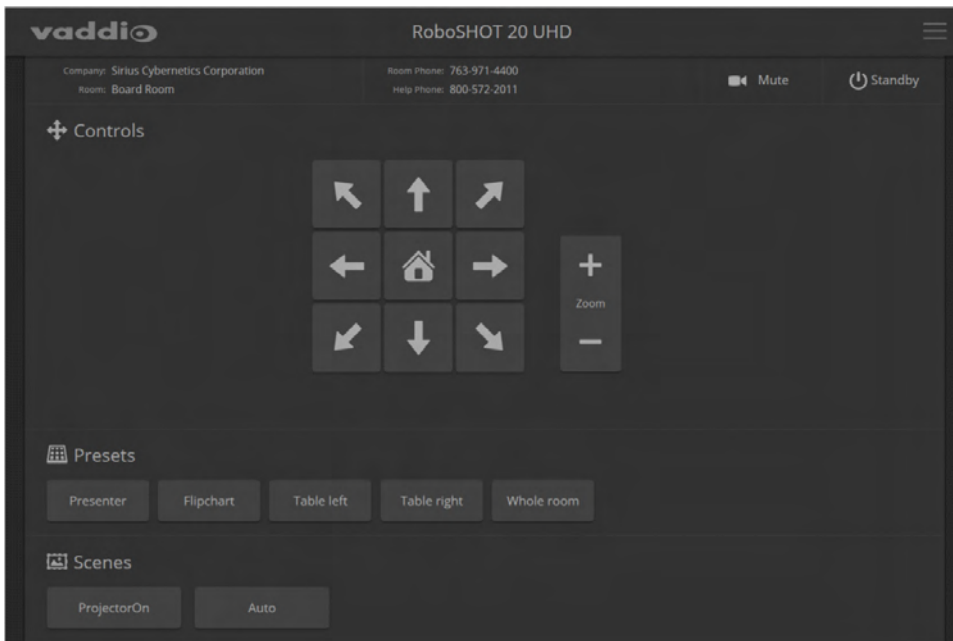 vaddio
RoboSHOT 20 UHD
Company: Sirius Cybernetics Corporation
Room: Board Room
Room Phone: 763-971-4400
Help Phone: 800-572-2011
Mute
Standby
Controls
+
Zoom
−
Presets
Presenter Flipchart Table left Table right Whole room
Scenes
ProjectorOn Auto